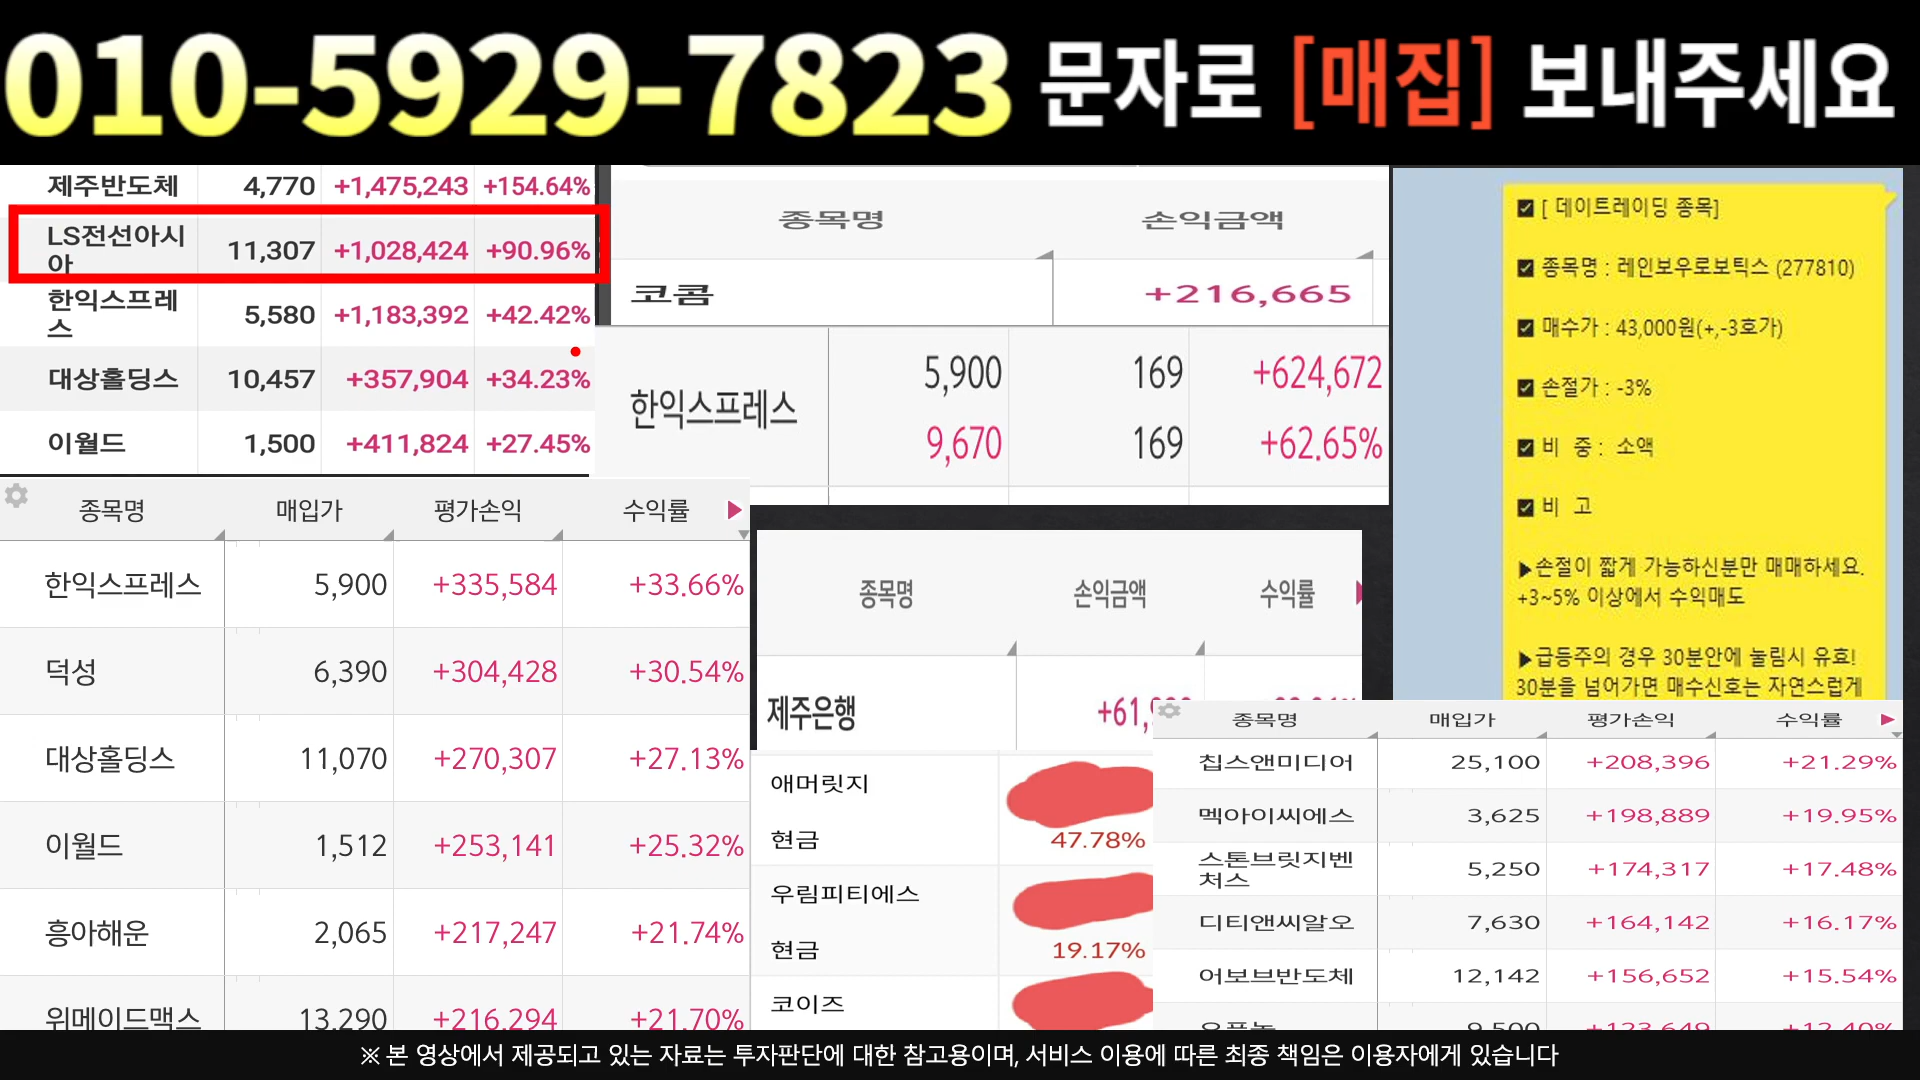 010-5929-7823 문자로 [매집] 보내주세요
제주반도체 4,770 +1,475,243 +154.64%
LS전선아시아 11,307 +1,028,424 +90.96%
한익스프레스 5,580 +1,183,392 +42.42%
대상홀딩스 10,457 +357,904 +34.23%
이월드 1,500 +411,824 +27.45%
종목명 손익금액
코콤 +216,665
한익스프레스 5,900 169 +624,672
9,670 169 +62.65%
☑ [ 데이트레이딩 종목]
☑ 종목명 : 레인보우로보틱스 (277810)
☑ 매수가 : 43,000원(+,-3호가)
☑ 손절가 : -3%
☑ 비 중 : 소액
☑ 비 고
▶손절이 짧게 가능하신분만 매매하세요.
+3~5% 이상에서 수익매도
▶급등주의 경우 30분안에 눌림시 유효!
30분을 넘어가면 매수신호는 자연스럽게
종목명 매입가 평가손익 수익률
한익스프레스 5,900 +335,584 +33.66%
덕성 6,390 +304,428 +30.54%
대상홀딩스 11,070 +270,307 +27.13%
이월드 1,512 +253,141 +25.32%
흥아해운 2,065 +217,247 +21.74%
위메이드맥스 13,290 +216,294 +21.70%
종목명 손익금액 수익률
제주은행
애머릿지
현금 47.78%
우림피티에스
현금 19.17%
코이즈
종목명 매입가 평가손익 수익률
칩스앤미디어 25,100 +208,396 +21.29%
멕아이씨에스 3,625 +198,889 +19.95%
스톤브릿지벤처스 5,250 +174,317 +17.48%
디티앤씨알오 7,630 +164,142 +16.17%
어보브반도체 12,142 +156,652 +15.54%
※ 본 영상에서 제공되고 있는 자료는 투자판단에 대한 참고용이며, 서비스 이용에 따른 최종 책임은 이용자에게 있습니다